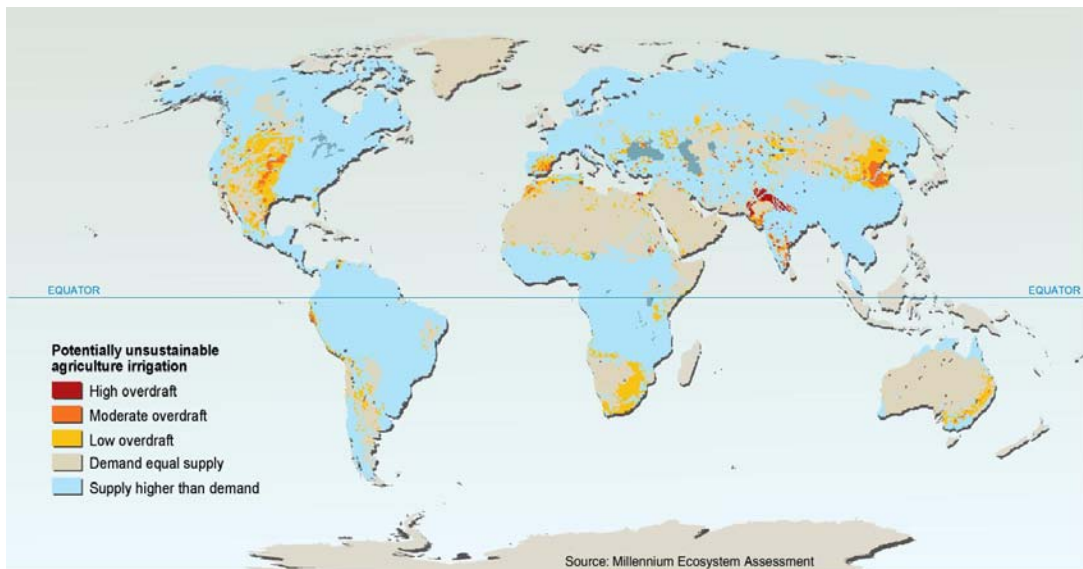 EQUATOR
EQUATOR
Potentially unsustainable
agriculture irrigation
High overdraft
Moderate overdraft
Low overdraft
Demand equal supply
Supply higher than demand
Source: Millennium Ecosystem Assessment